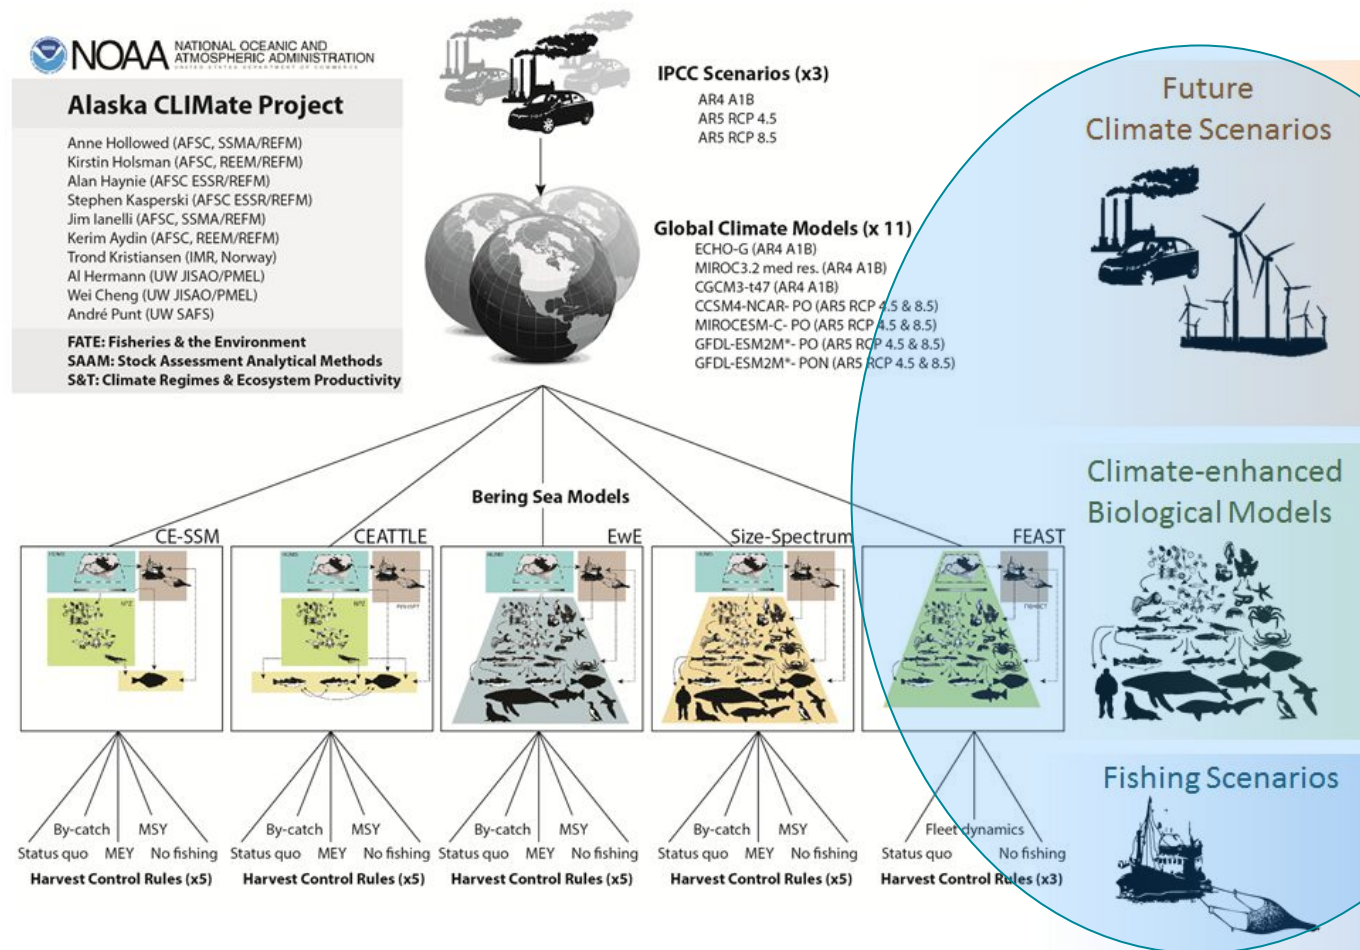 NOAA
NATIONAL OCEANIC AND
ATMOSPHERIC ADMINISTRATION
UNITED STATES DEPARTMENT OF COMMERCE
Alaska CLIMate Project
Anne Hollowed (AFSC, SSMA/REFM)
Kirstin Holsman (AFSC, REEM/REFM)
Alan Haynie (AFSC ESSR/REFM)
Stephen Kasperski (AFSC ESSR/REFM)
Jim Ianelli (AFSC, SSMA/REFM)
Kerim Aydin (AFSC, REEM/REFM)
Trond Kristiansen (IMR, Norway)
Al Hermann (UW JISAO/PMEL)
Wei Cheng (UW JISAO/PMEL)
André Punt (UW SAFS)
FATE: Fisheries & the Environment
SAAM: Stock Assessment Analytical Methods
S&T: Climate Regimes & Ecosystem Productivity
IPCC Scenarios (x3)
AR4 A1B
AR5 RCP 4.5
AR5 RCP 8.5
Global Climate Models (x 11)
ECHO-G (AR4 A1B)
MIROC3.2 med res. (AR4 A1B)
CGCM3-t47 (AR4 A1B)
CCSM4-NCAR- PO (AR5 RCP 4.5 & 8.5)
MIROCESM-C- PO (AR5 RCP 4.5 & 8.5)
GFDL-ESM2M*- PO (AR5 RCP 4.5 & 8.5)
GFDL-ESM2M*- PON (AR5 RCP 4.5 & 8.5)
Future
Climate Scenarios
Climate-enhanced
Biological Models
Fishing Scenarios
Bering Sea Models
CE-SSM
CEATTLE
EwE
Size-Spectrum
FEAST
By-catch MSY
Status quo MEY No fishing
Harvest Control Rules (x5)
By-catch MSY
Status quo MEY No fishing
Harvest Control Rules (x5)
By-catch MSY
Status quo MEY No fishing
Harvest Control Rules (x5)
By-catch MSY
Status quo MEY No fishing
Harvest Control Rules (x5)
Fleet dynamics
Status quo No fishing
Harvest Control Rules (x3)